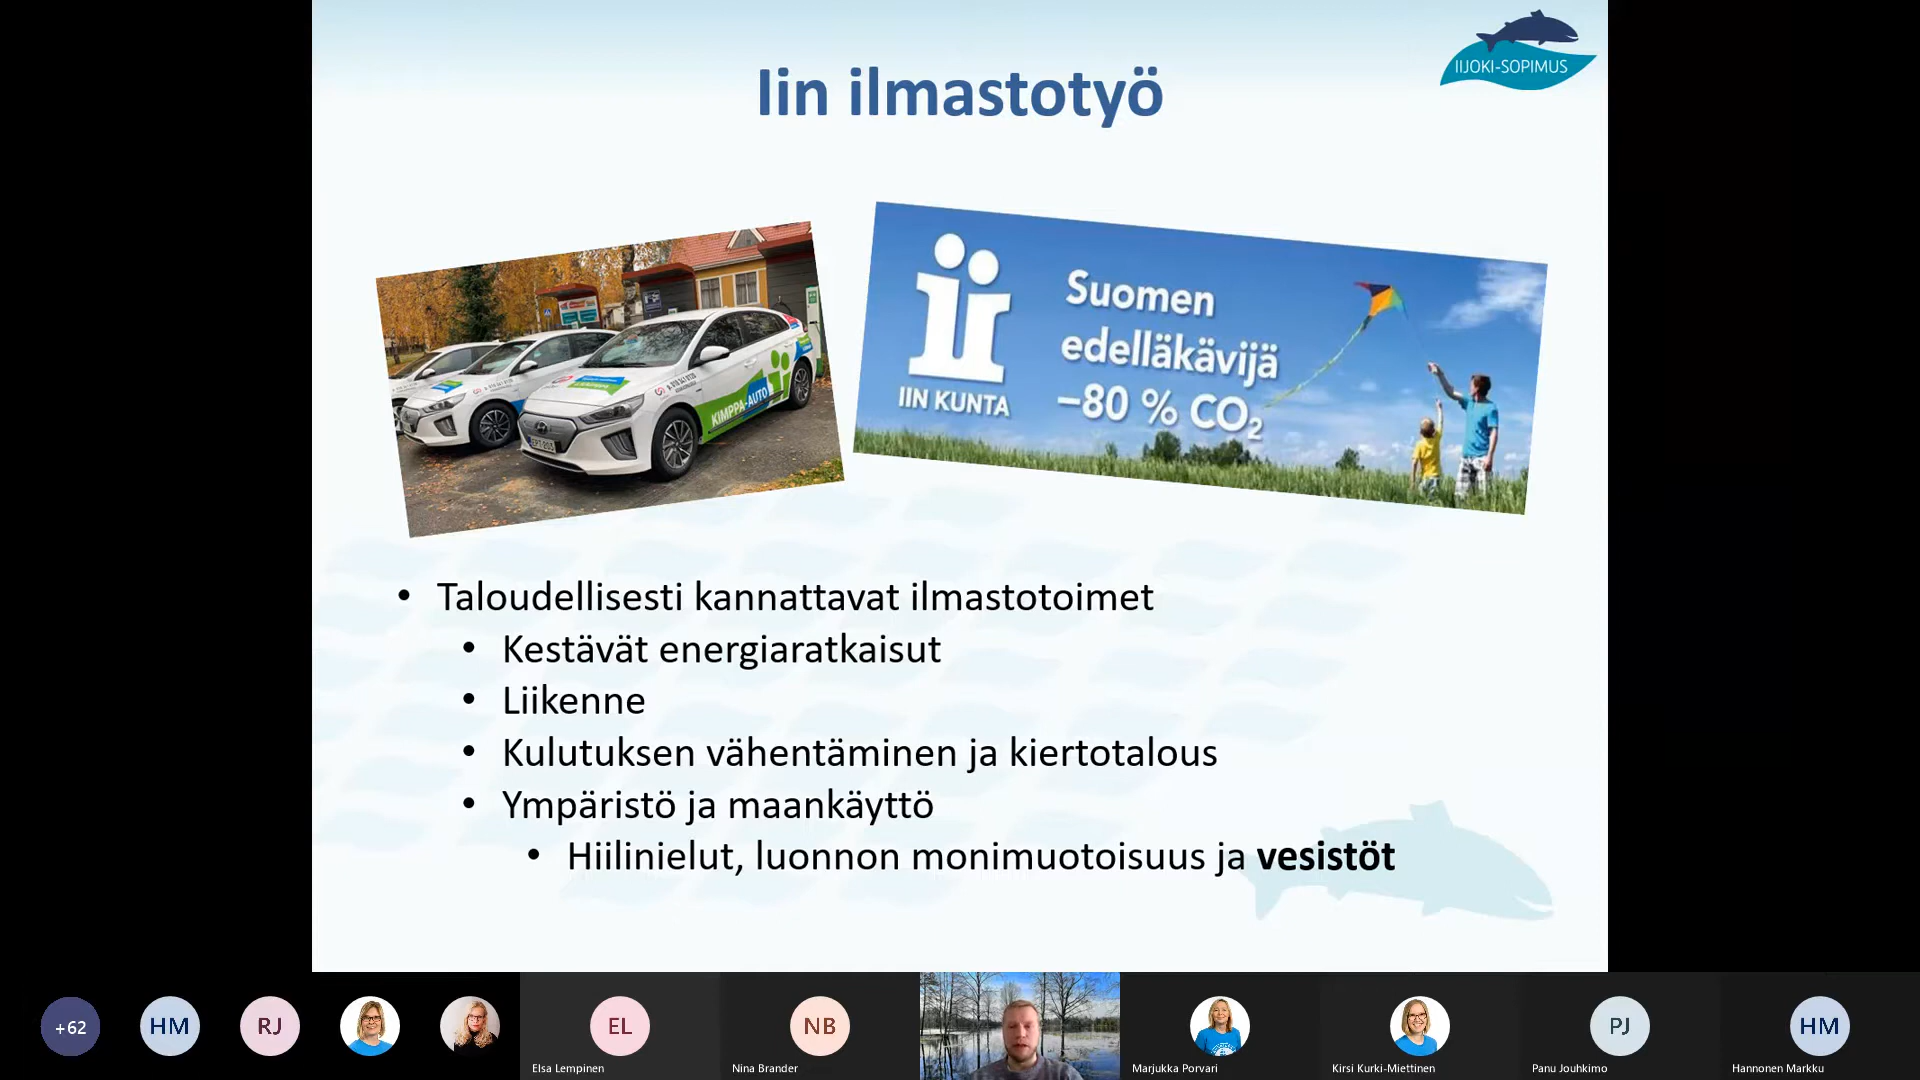 Iin ilmastotyö
IIJOKI-SOPIMUS
KIMPPA-AUTO
IIN KUNTA
Suomen
edelläkävijä
–80 % CO₂
• Taloudellisesti kannattavat ilmastotoimet
• Kestävät energiaratkaisut
• Liikenne
• Kulutuksen vähentäminen ja kiertotalous
• Ympäristö ja maankäyttö
• Hiilinielut, luonnon monimuotoisuus ja vesistöt
+62
HM
RJ
EL
Elsa Lempinen
NB
Nina Brander
Marjukka Porvari
Kirsi Kurki-Miettinen
PJ
Panu Jouhkimo
HM
Hannonen Markku